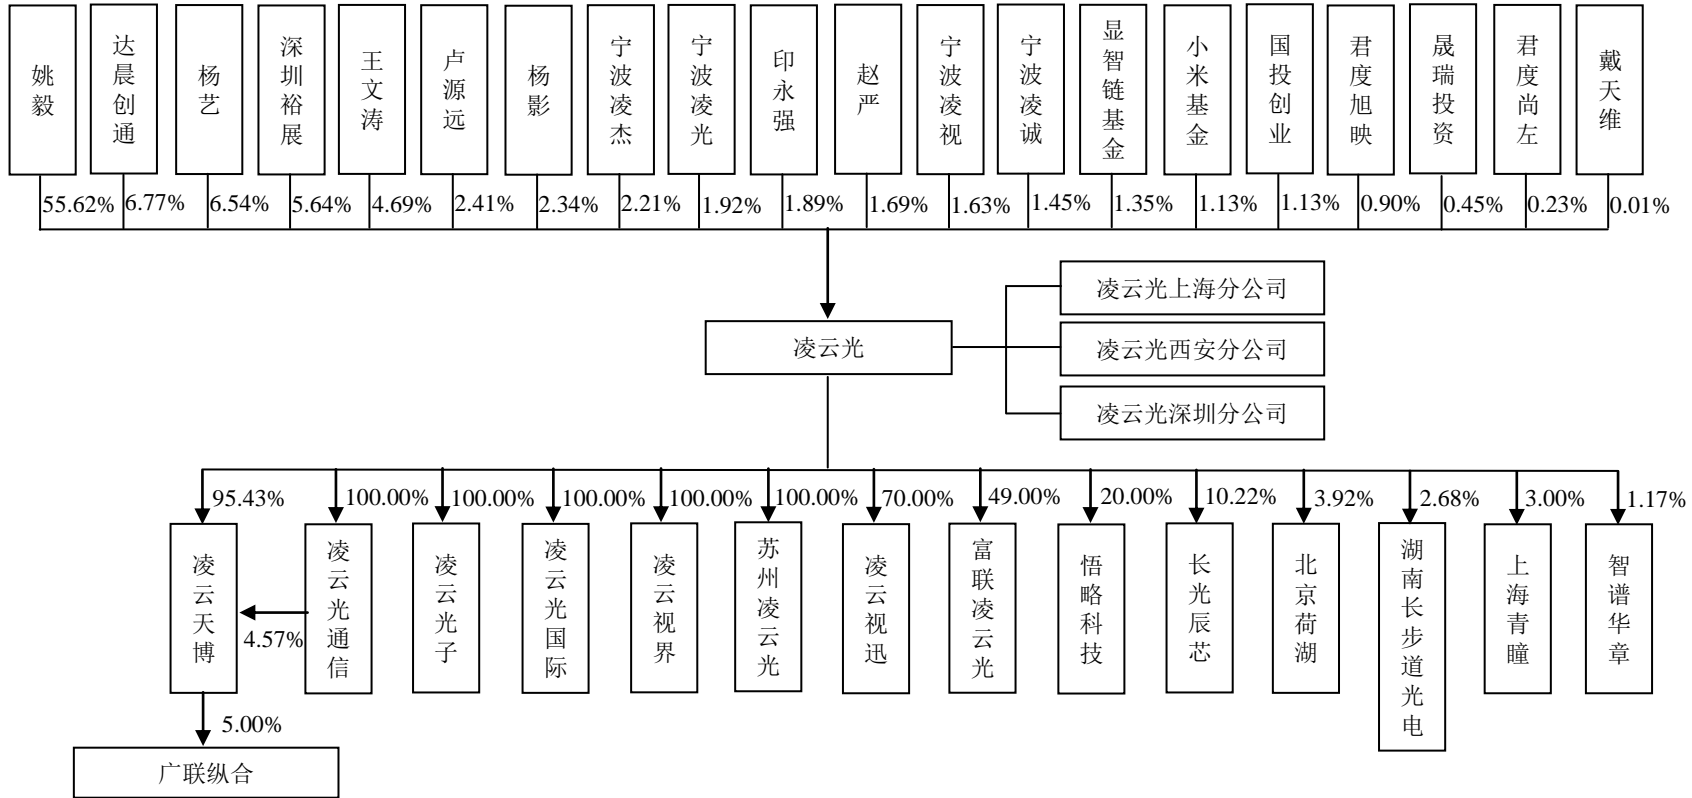 姚毅
达晨创通
杨艺
深圳裕展
王文涛
卢源远
杨影
宁波凌杰
宁波凌光
印永强
赵严
宁波凌视
宁波凌诚
显智链基金
小米基金
国投创业
君度旭映
晟瑞投资
君度尚左
戴天维
55.62%
6.77%
6.54%
5.64%
4.69%
2.41%
2.34%
2.21%
1.92%
1.89%
1.69%
1.63%
1.45%
1.35%
1.13%
1.13%
0.90%
0.45%
0.23%
0.01%
凌云光上海分公司
凌云光
凌云光西安分公司
凌云光深圳分公司
95.43%
100.00%
100.00%
100.00%
100.00%
100.00%
70.00%
49.00%
20.00%
10.22%
3.92%
2.68%
3.00%
1.17%
凌云天博
凌云光通信
凌云光子
凌云光国际
凌云视界
苏州凌云光
凌云视迅
富联凌云光
悟略科技
长光辰芯
北京荷湖
湖南长步道光电
上海青瞳
智谱华章
4.57%
5.00%
广联纵合